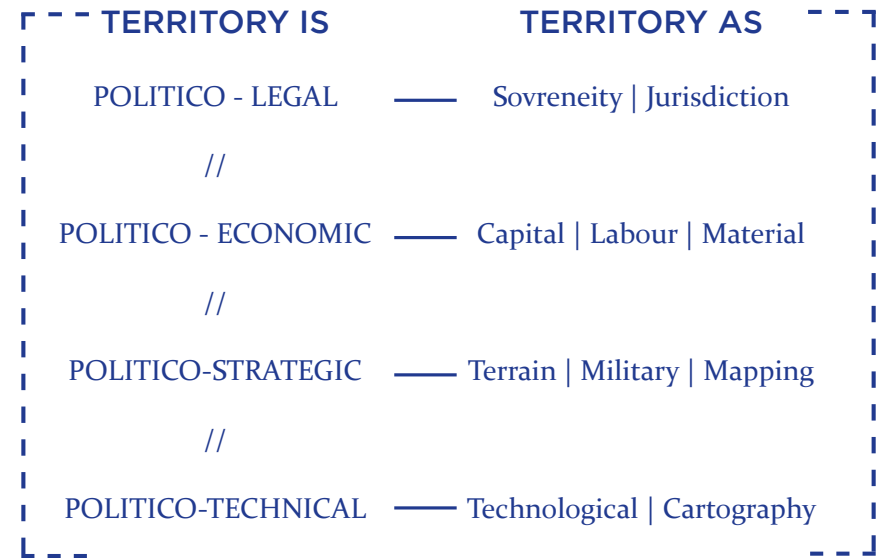 TERRITORY IS TERRITORY AS
POLITICO - LEGAL Sovreneity | Jurisdiction
//
POLITICO - ECONOMIC Capital | Labour | Material
//
POLITICO-STRATEGIC Terrain | Military | Mapping
//
POLITICO-TECHNICAL Technological | Cartography